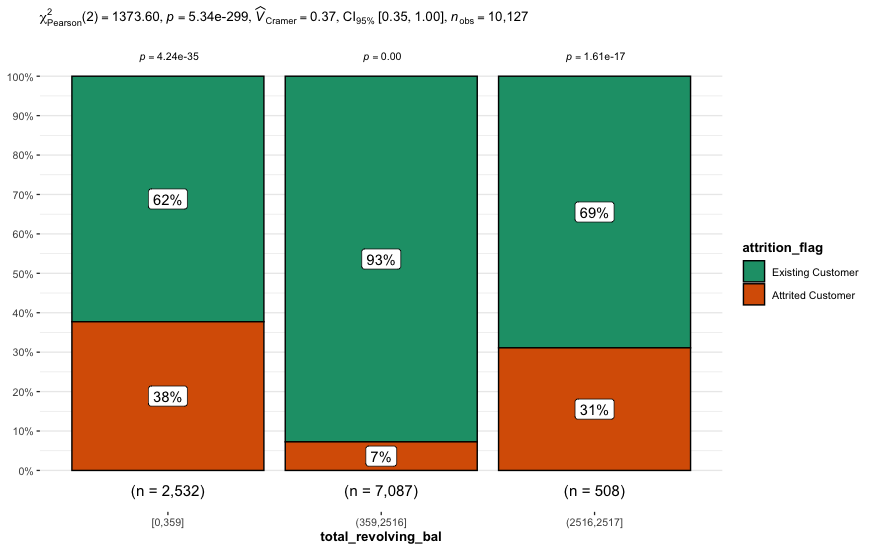 χ²Pearson(2) = 1373.60, p = 5.34e-299, V̂Cramer = 0.37, CI95% [0.35, 1.00], nobs = 10,127
p = 4.24e-35 p = 0.00 p = 1.61e-17
100%
90%
80%
70%
60%
50%
40%
30%
20%
10%
0%
62%
38%
93%
7%
69%
31%
(n = 2,532) (n = 7,087) (n = 508)
[0,359] (359,2516] (2516,2517]
total_revolving_bal
attrition_flag
Existing Customer
Attrited Customer